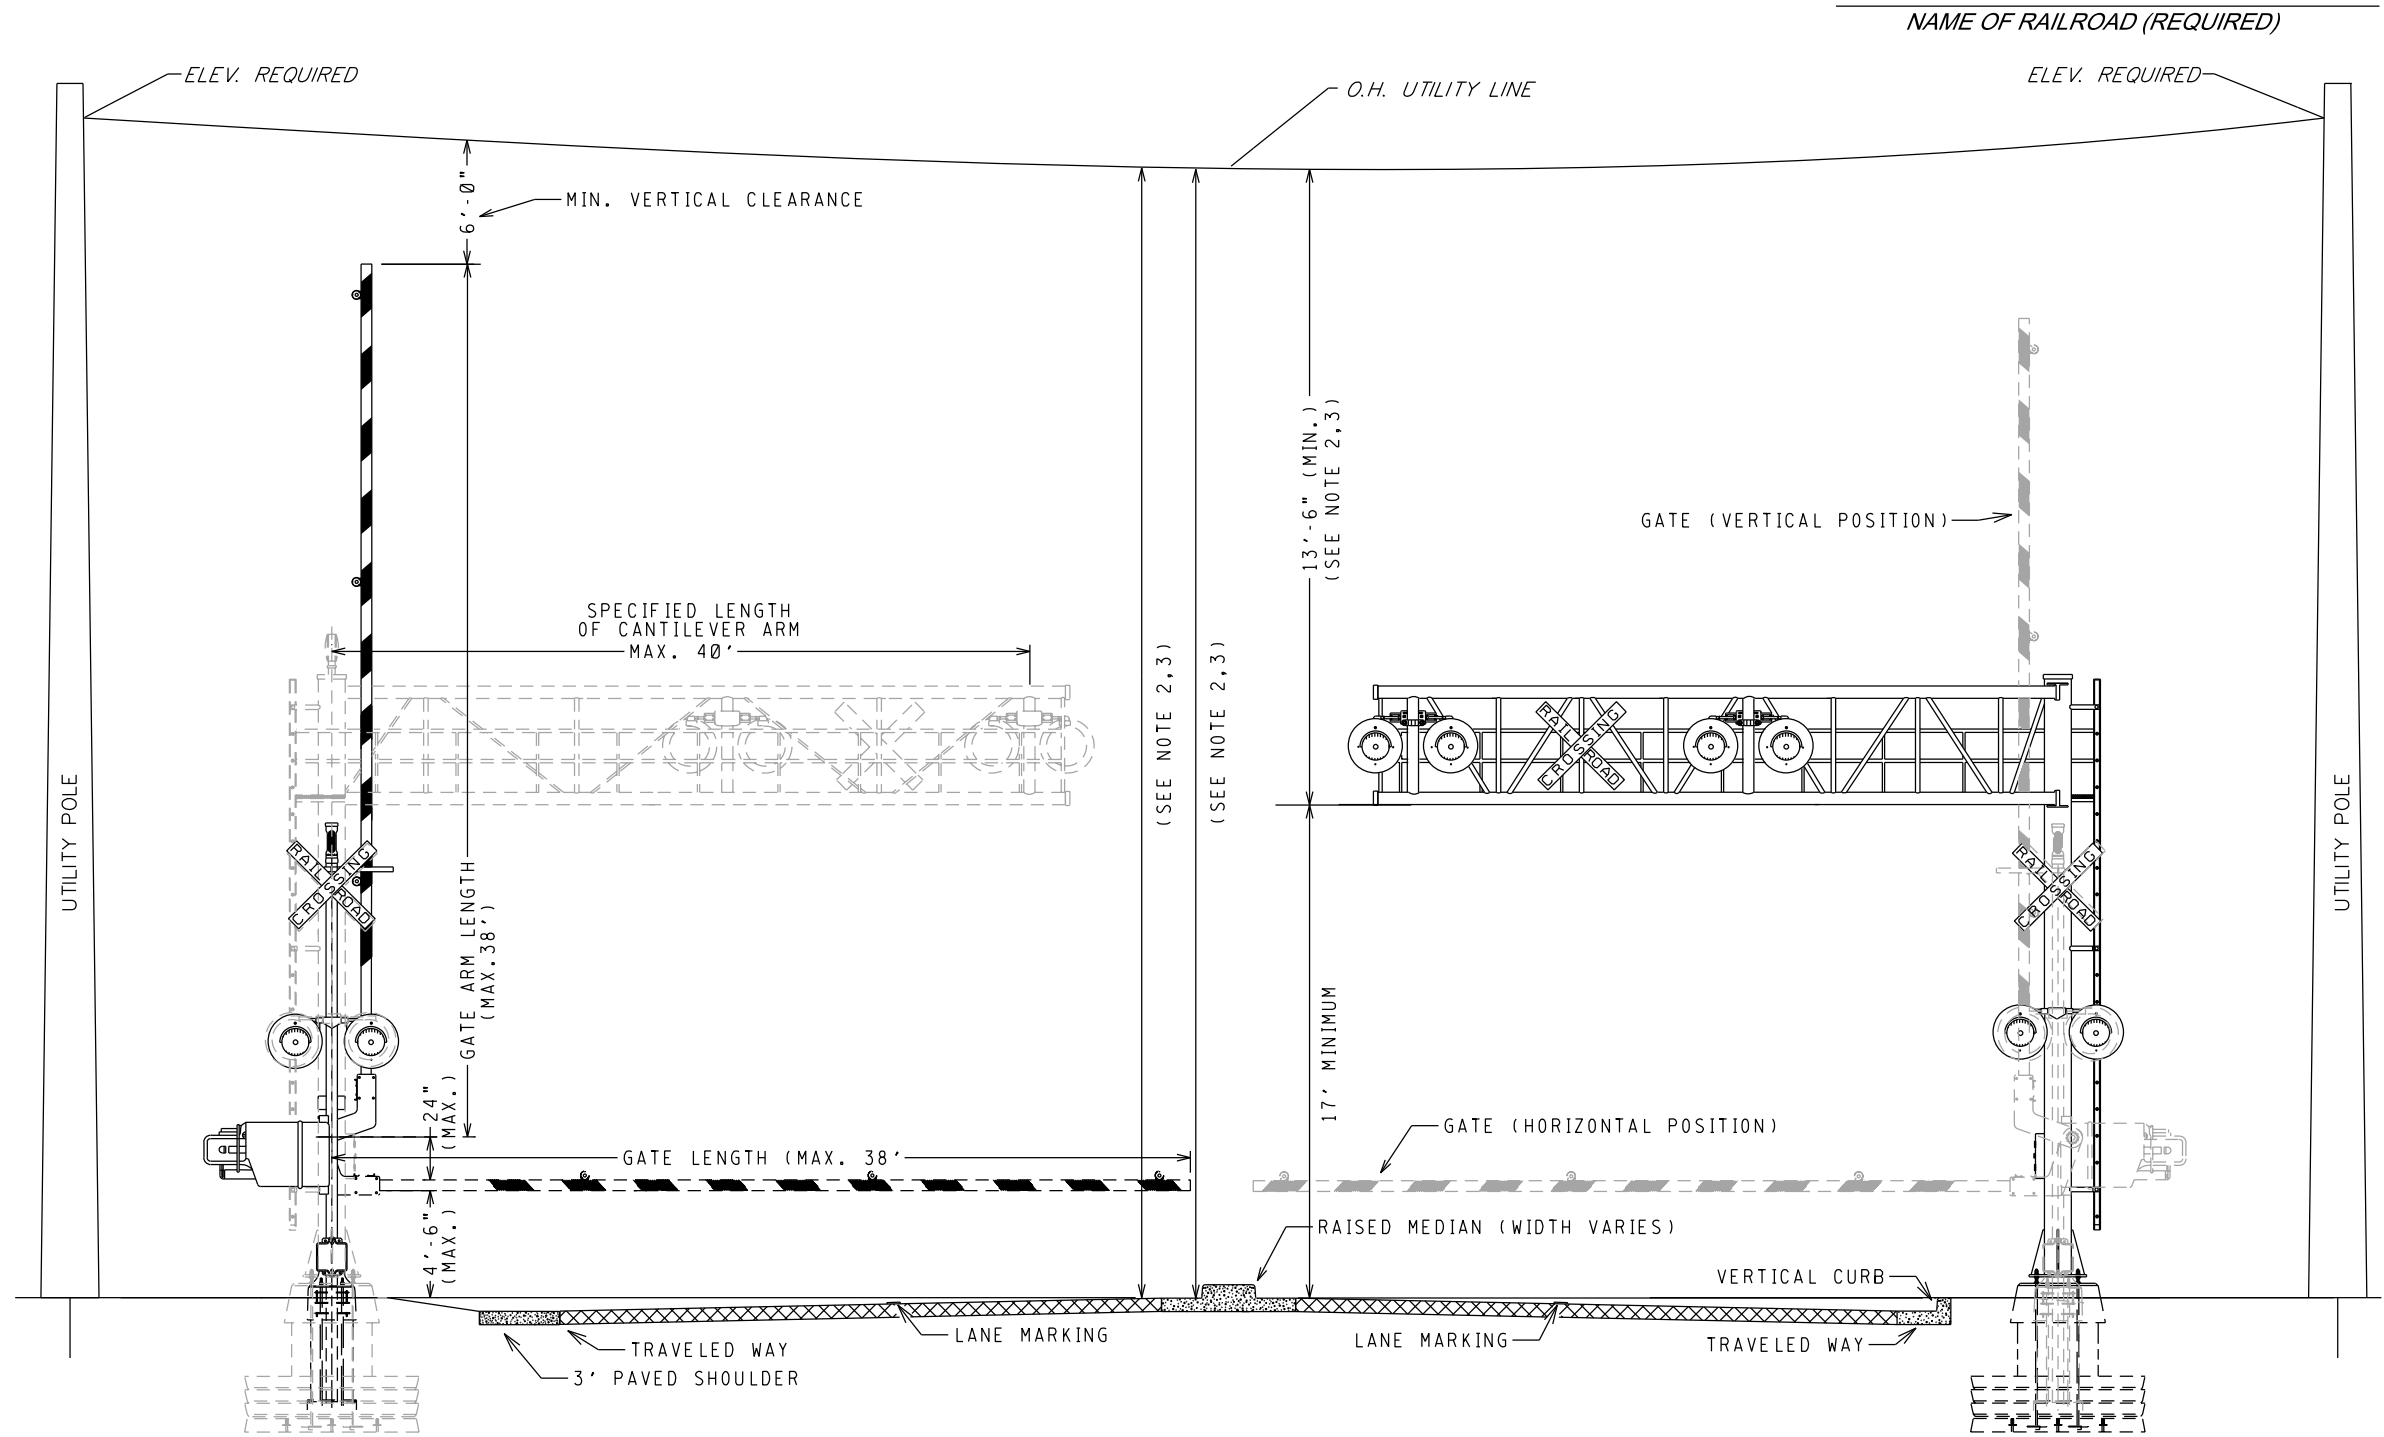 NAME OF RAILROAD (REQUIRED)
ELEV. REQUIRED
O.H. UTILITY LINE
ELEV. REQUIRED
6'-0"
MIN. VERTICAL CLEARANCE
13'-6" (MIN.)
(SEE NOTE 2,3)
GATE (VERTICAL POSITION)
SPECIFIED LENGTH
OF CANTILEVER ARM
MAX. 40'
(SEE NOTE 2,3)
(SEE NOTE 2,3)
RAILROAD
CROSSING
UTILITY POLE
UTILITY POLE
RAILROAD
CROSSING
RAILROAD
CROSSING
GATE ARM LENGTH
(MAX.38')
17' MINIMUM
24"
(MAX.)
GATE (HORIZONTAL POSITION)
GATE LENGTH (MAX. 38'
4'-6"
(MAX.)
RAISED MEDIAN (WIDTH VARIES)
VERTICAL CURB
LANE MARKING
LANE MARKING
TRAVELED WAY
TRAVELED WAY
3' PAVED SHOULDER